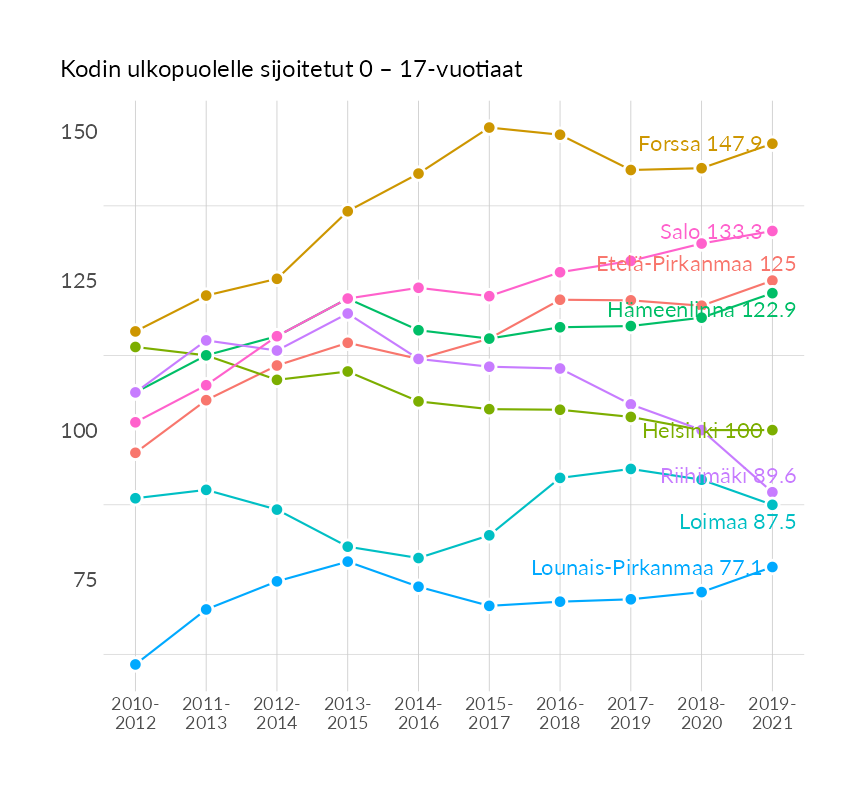 Kodin ulkopuolelle sijoitetut 0 – 17-vuotiaat
150
Forssa 147.9
Salo 133.3
Etelä-Pirkanmaa 125
125
Hämeenlinna 122.9
100
Helsinki 100
Riihimäki 89.6
Loimaa 87.5
Lounais-Pirkanmaa 77.1
75
2010- 2011- 2012- 2013- 2014- 2015- 2016- 2017- 2018- 2019-
2012 2013 2014 2015 2016 2017 2018 2019 2020 2021